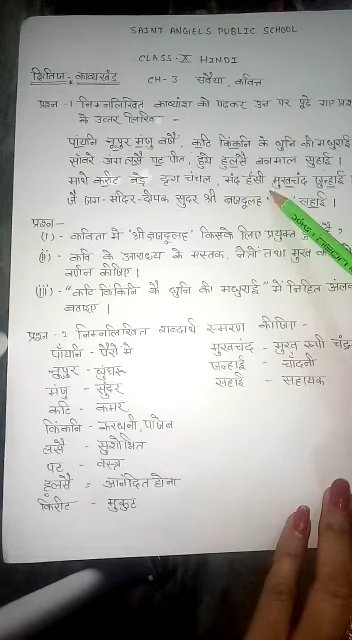 SAINT ANGIELS PUBLIC SCHOOL
CLASS-X HINDI
क्षितिज - काव्यखंड CH-3 सवैया, कवित्त
प्रश्न-1 निम्नलिखित काव्यांश को पढ़कर उन पर पूछे गए
के उत्तर लिखिए -
पाँयनि नूपुर मंजु बजैं, कटि किंकिनि कै धुनि की मधुराई
साँवरे अंग लसै पट पीत, हिये हुलसै बनमाल सुहाई।
माथे किरीट बड़े दृग चंचल, मंद हँसी मुखचंद जुन्हाई।
जै जग-मंदिर-दीपक सुंदर श्री ब्रजदूलह सहाई।
प्रश्न-
(i) - कविता में 'श्री ब्रजदूलह' किसके लिए प्रयुक्त है,
(ii) - कवि के आराध्य के मस्तक, नेत्रों तथा मुख
वर्णन कीजिए।
(iii) - "कटि किंकिनि कै धुनि की मधुराई" में निहित
बताइए।
प्रश्न-2 निम्नलिखित शब्दार्थ स्मरण कीजिए-
पाँयनि - पैरों में मुखचंद - मुख रूपी
नूपुर - घुंघरू जुन्हाई - चाँदनी
मंजु - सुंदर सहाई - सहायक
कटि - कमर
किंकनि - करधनी, पाजेब
लसै - सुशोभित
पट - वस्त्र
हुलसै = आनंदित होना
किरीट - मुकुट